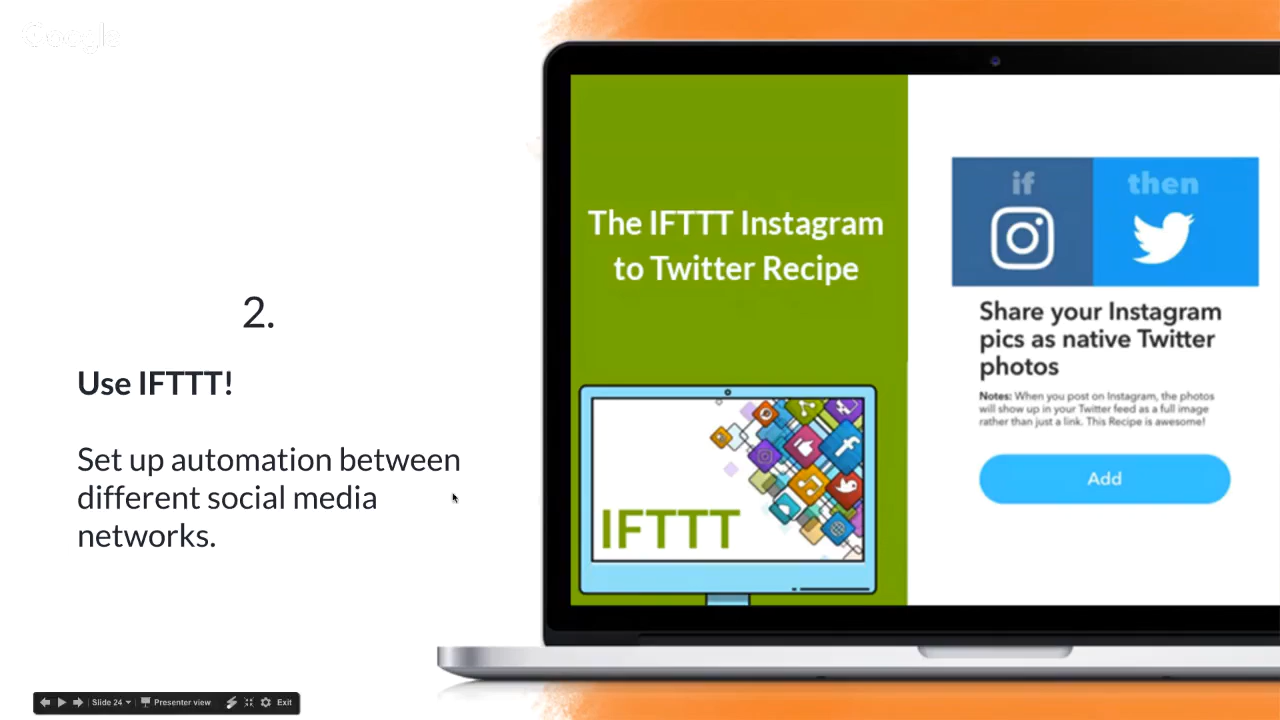 Google
2.
Use IFTTT!
Set up automation between
different social media
networks.
The IFTTT Instagram
to Twitter Recipe
IFTTT
if
then
Share your Instagram
pics as native Twitter
photos
Notes: When you post on Instagram, the photos
will show up in your Twitter feed as a full image
rather than just a link. This Recipe is awesome!
Add
Slide 24
Presenter view
Exit